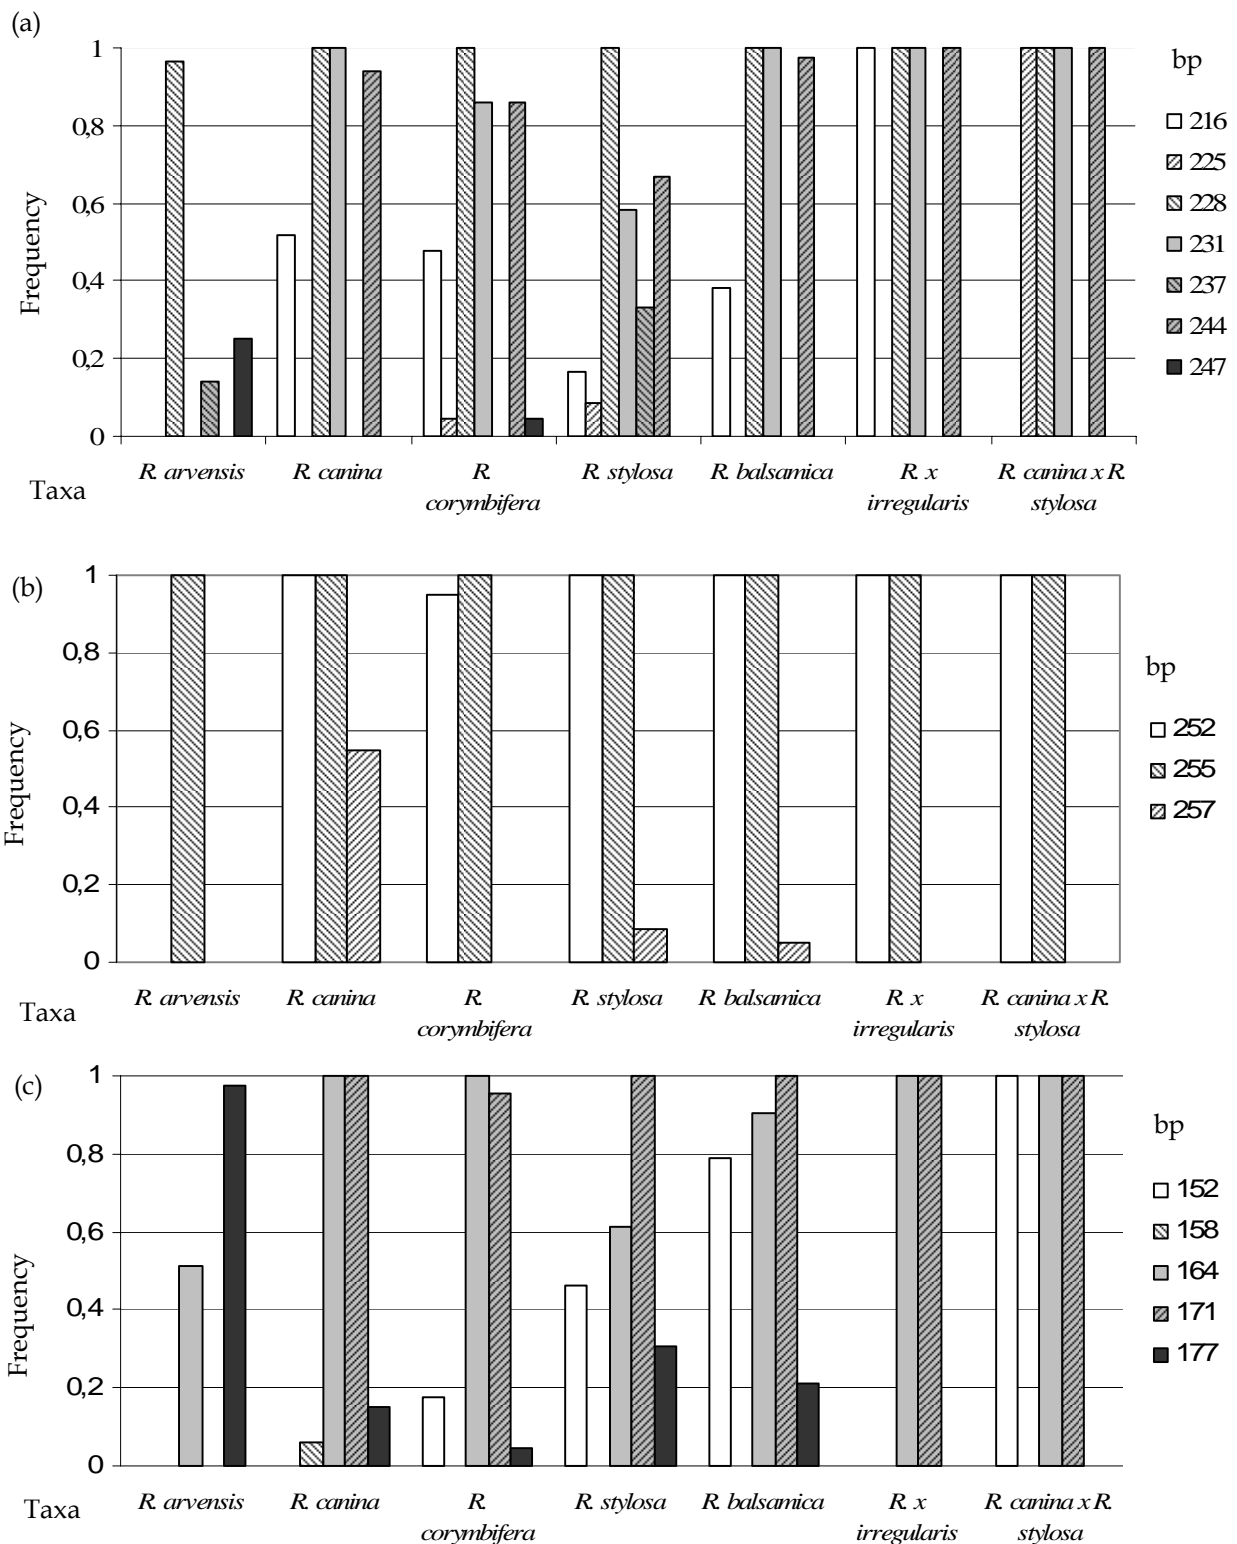 (a)
1
0,8
0,6
0,4
0,2
0
Frequency
Taxa
R. arvensis
R. canina
R.
corymbifera
R. stylosa
R. balsamica
R. x
irregularis
R. canina x R.
stylosa
bp
216
225
228
231
237
244
247
(b)
1
0,8
0,6
0,4
0,2
0
Frequency
Taxa
R. arvensis
R. canina
R.
corymbifera
R. stylosa
R. balsamica
R. x
irregularis
R. canina x R.
stylosa
bp
252
255
257
(c)
1
0,8
0,6
0,4
0,2
0
Frequency
Taxa
R. arvensis
R. canina
R.
corymbifera
R. stylosa
R. balsamica
R. x
irregularis
R. canina x R.
stylosa
bp
152
158
164
171
177